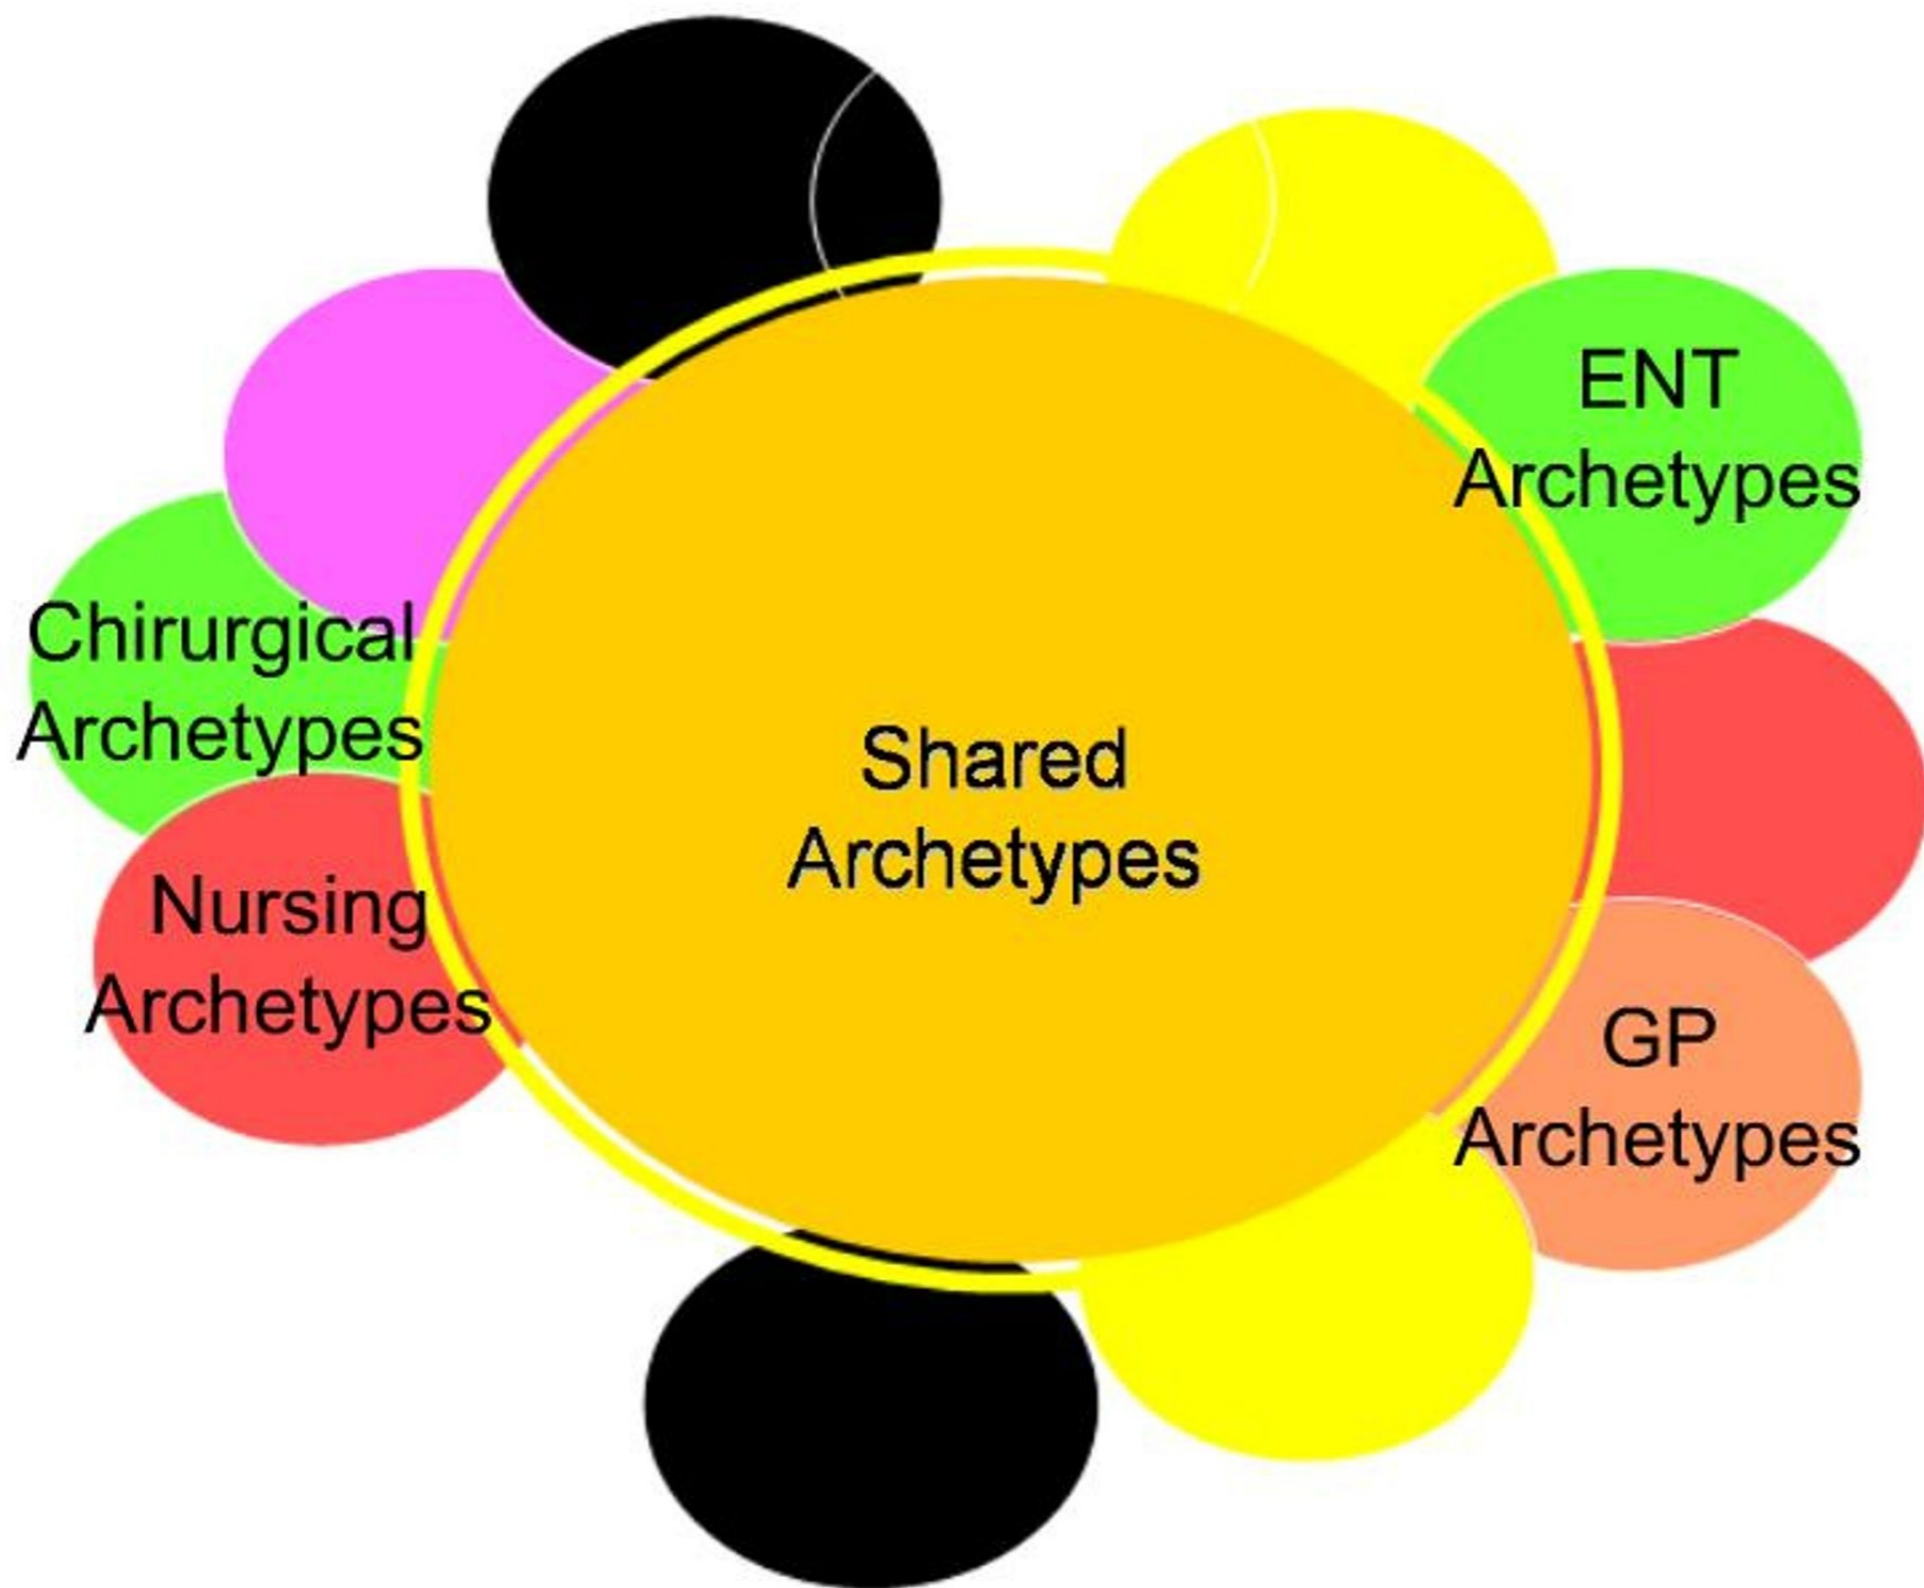 ENT
Archetypes
Chirurgical
Archetypes
Shared
Archetypes
Nursing
Archetypes
GP
Archetypes